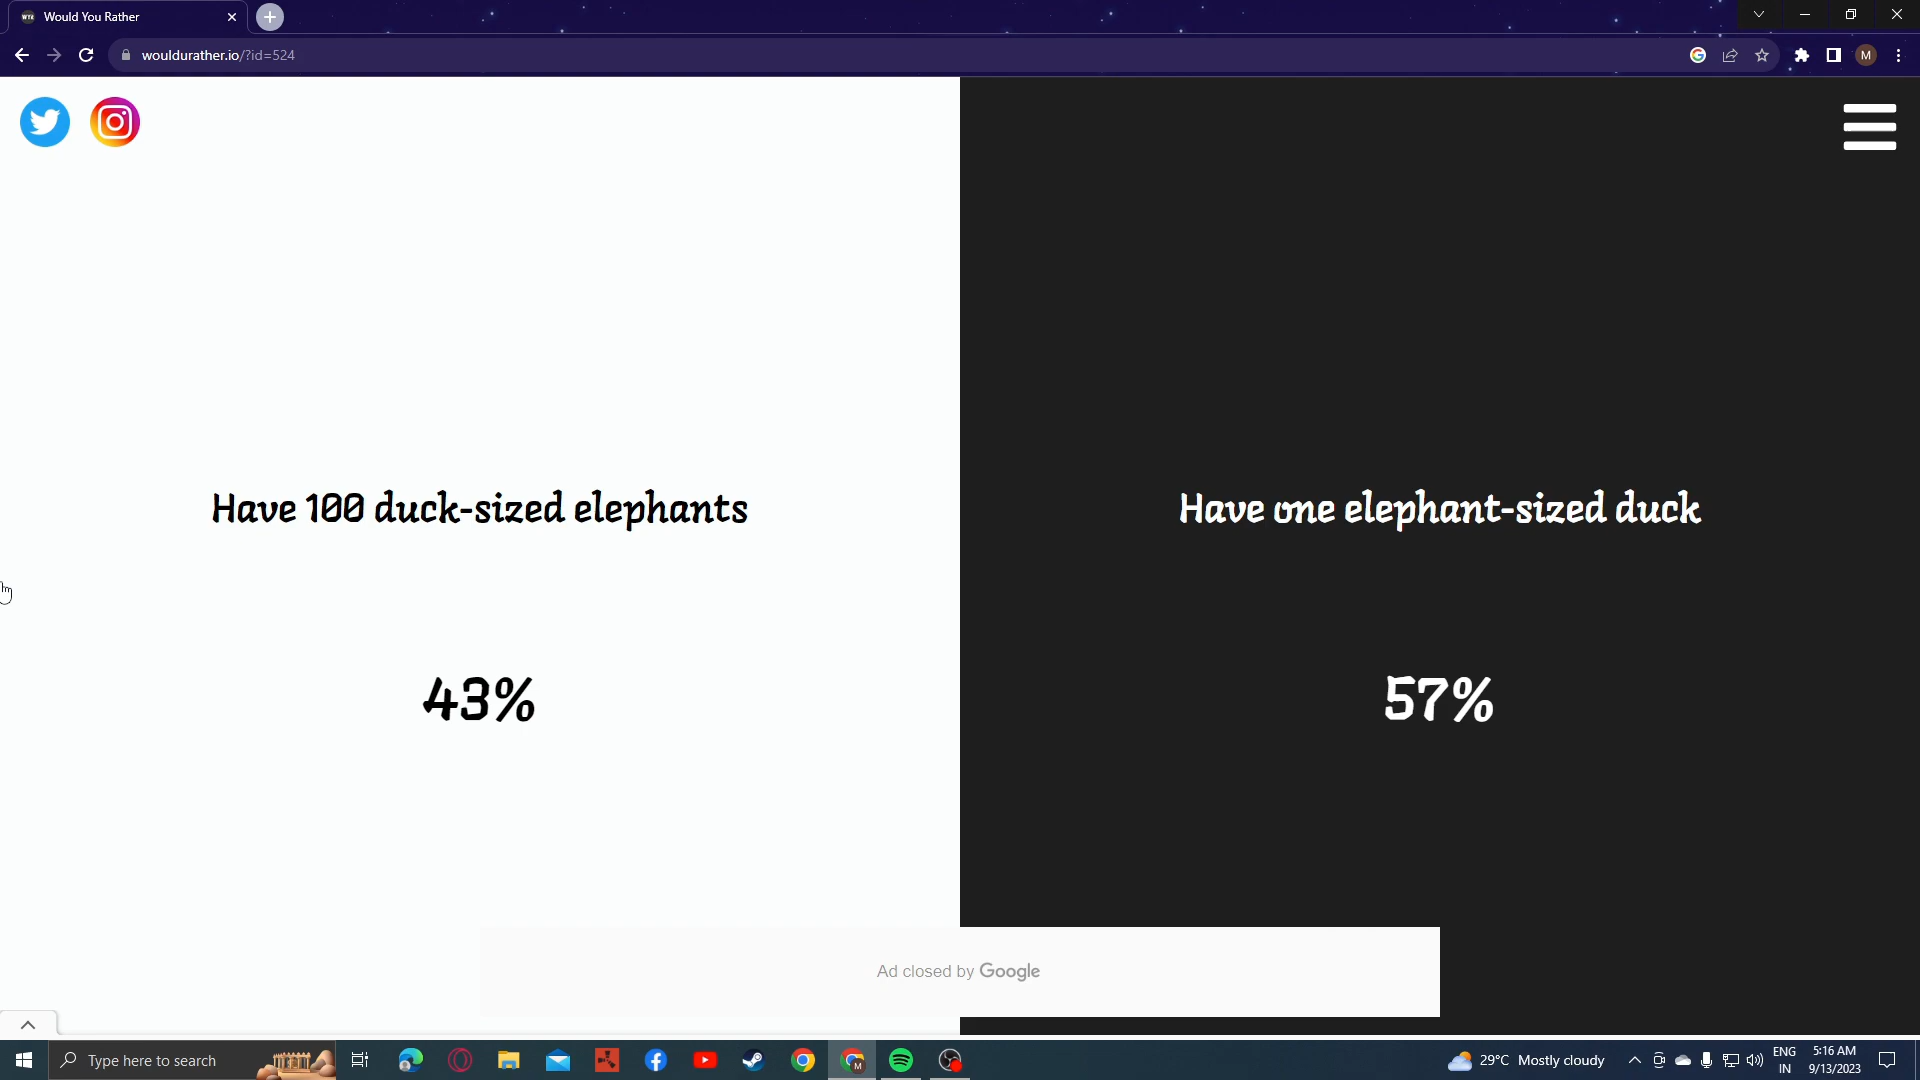 Would You Rather
wouldurather.io/?id=524
M
Have 100 duck-sized elephants
Have one elephant-sized duck
43%
57%
Ad closed by Google
Type here to search
29°C Mostly cloudy
ENG
IN
5:16 AM
9/13/2023